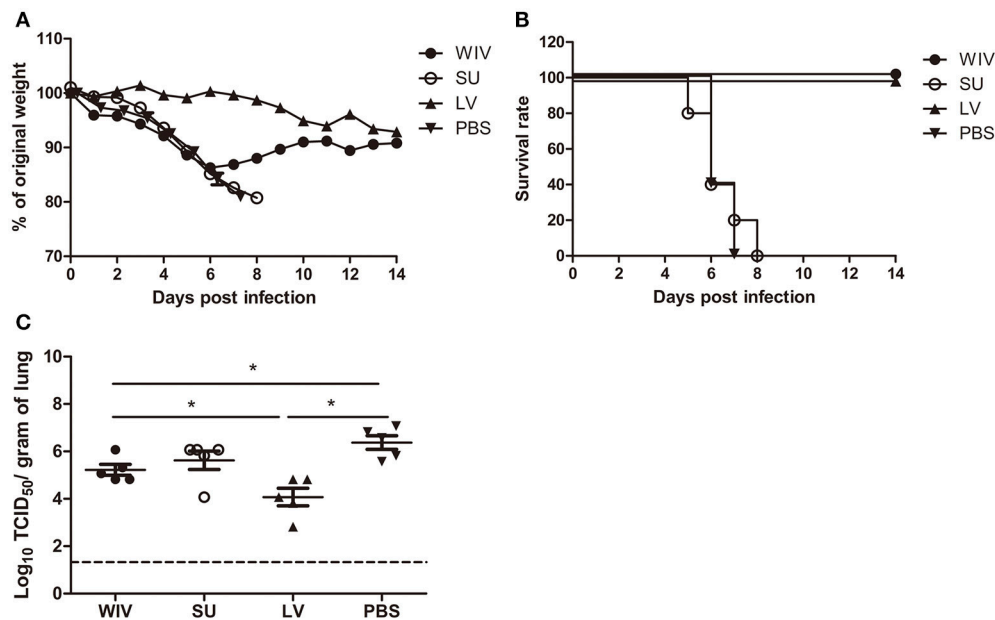 A
110
100
90
80
70
% of original weight
0 2 4 6 8 10 12 14
Days post infection
WIV
SU
LV
PBS
B
120
100
80
60
40
20
0
Survival rate
0 2 4 6 8 10 12 14
Days post infection
WIV
SU
LV
PBS
C
10
8
6
4
2
0
Log10 TCID50/ gram of lung
*
*
*
WIV SU LV PBS